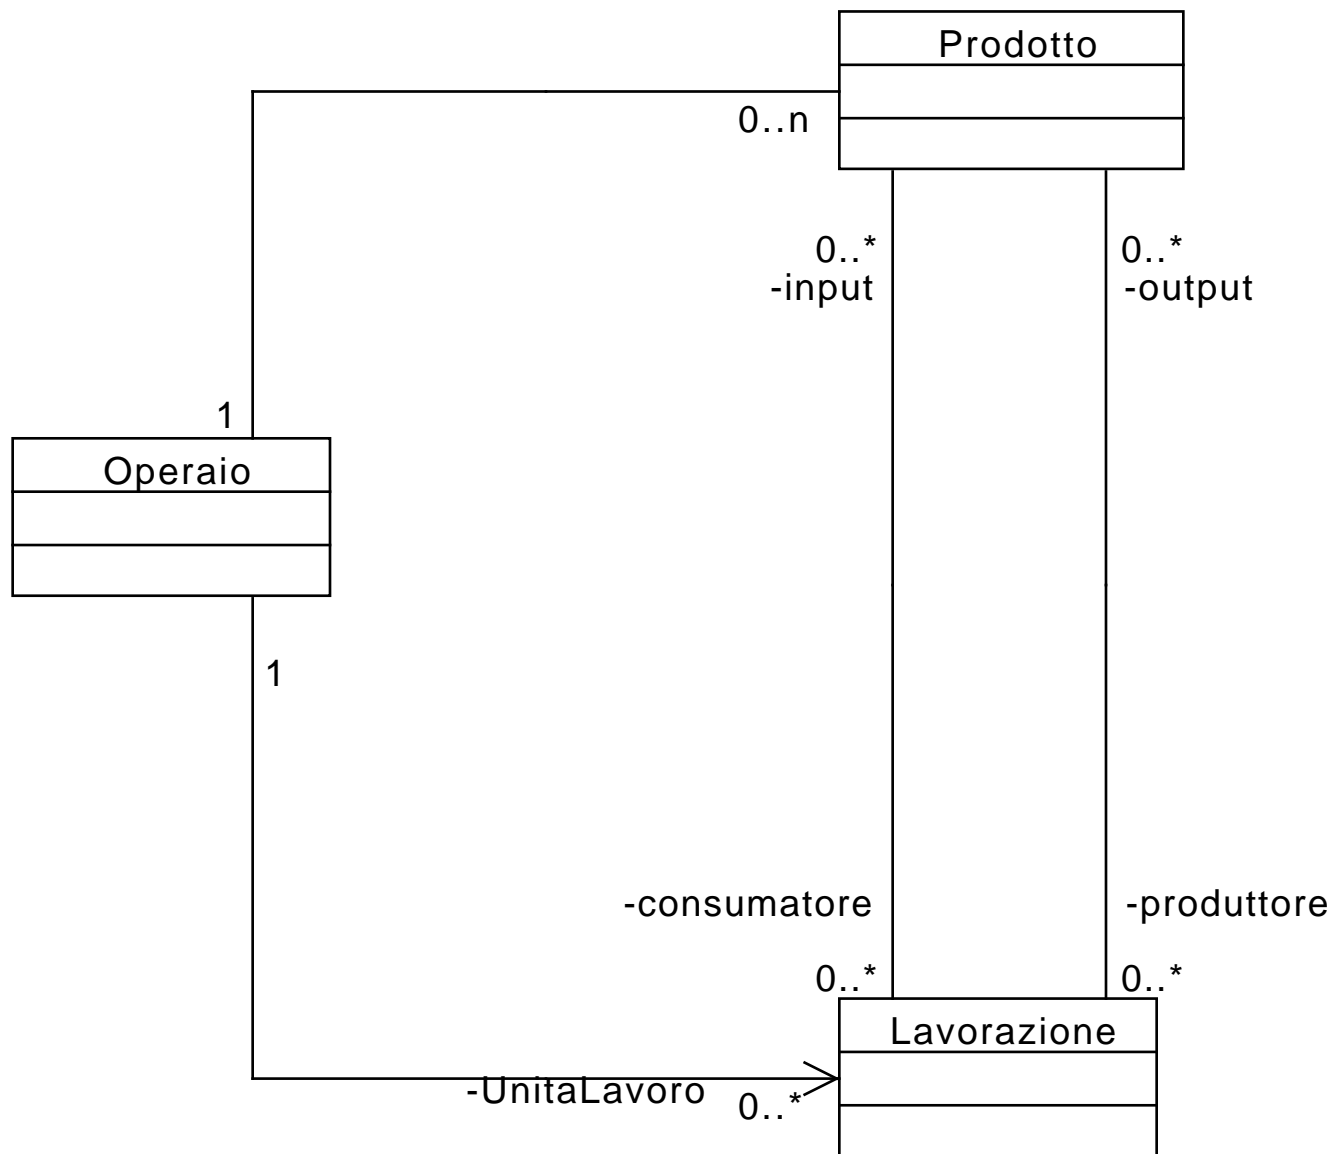 Prodotto
0..n
0..* 0..*
-input -output
1
Operaio
1
-consumatore -produttore
0..* 0..*
Lavorazione
-UnitaLavoro 0..*